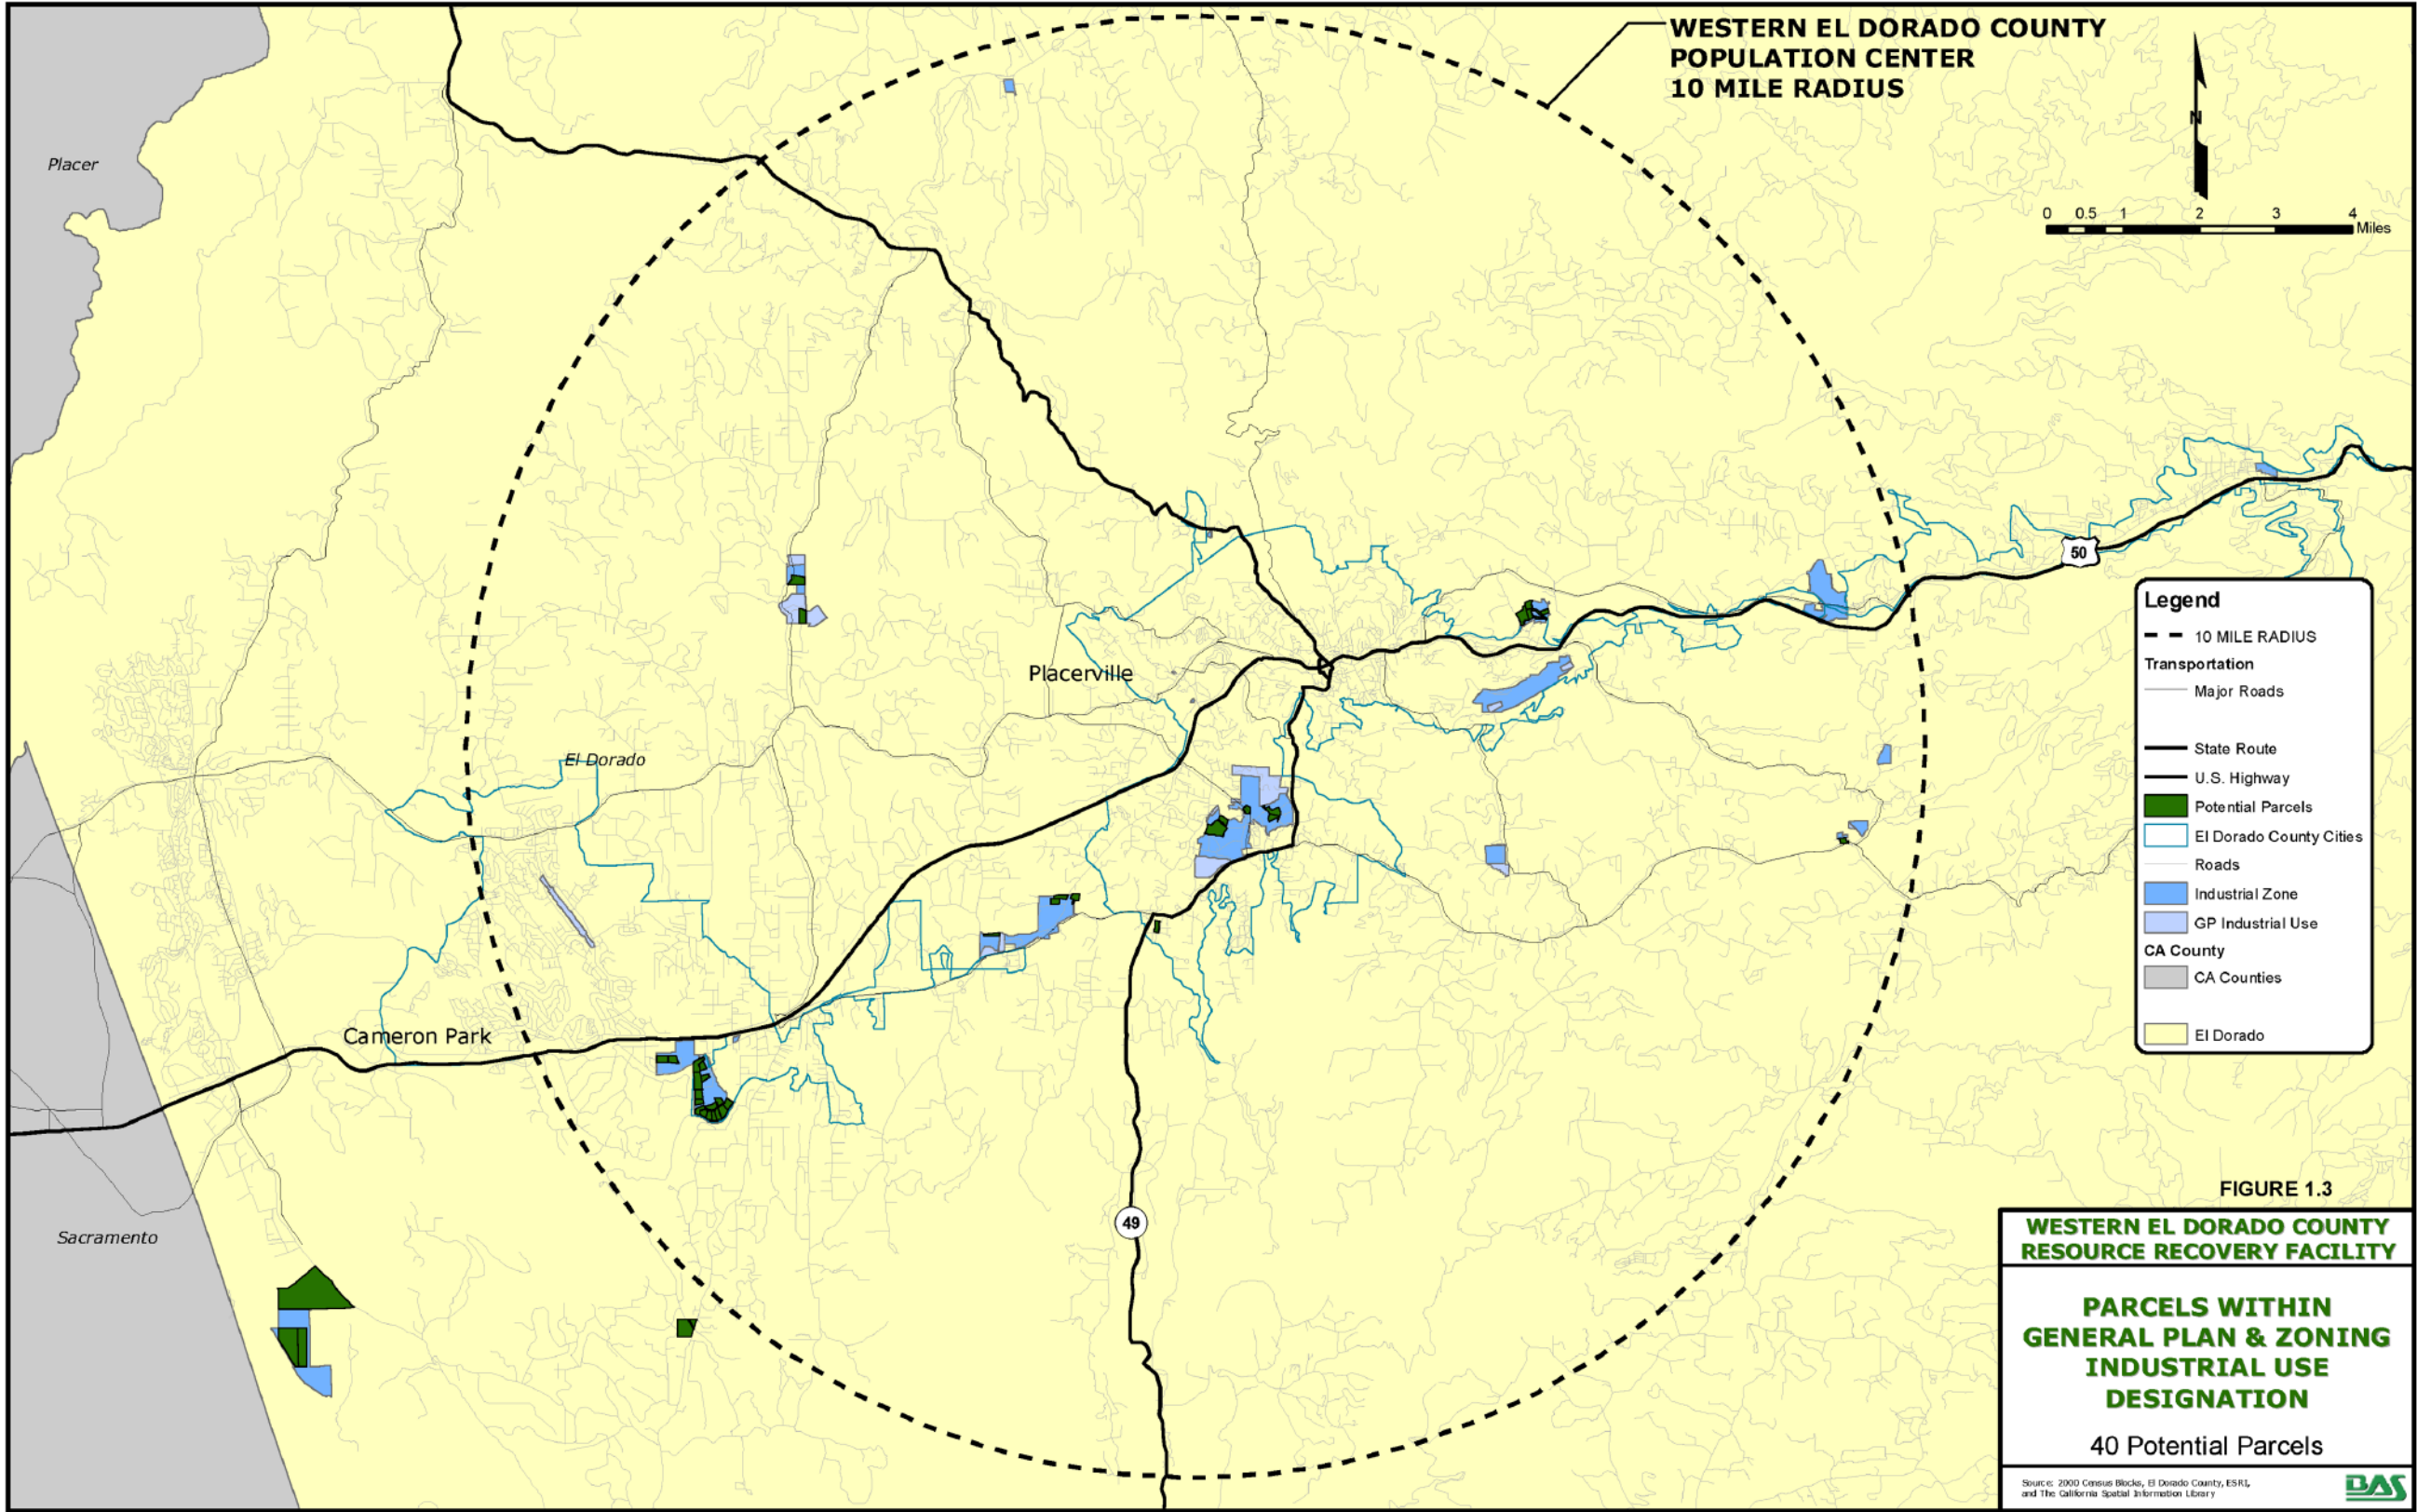 WESTERN EL DORADO COUNTY
POPULATION CENTER
10 MILE RADIUS
N
0 0.5 1 2 3 4
Miles
Placer
50
Placerville
El Dorado
Cameron Park
49
Sacramento
Legend
10 MILE RADIUS
Transportation
Major Roads
State Route
U.S. Highway
Potential Parcels
El Dorado County Cities
Roads
Industrial Zone
GP Industrial Use
CA County
CA Counties
El Dorado
FIGURE 1.3
WESTERN EL DORADO COUNTY
RESOURCE RECOVERY FACILITY
PARCELS WITHIN
GENERAL PLAN & ZONING
INDUSTRIAL USE
DESIGNATION
40 Potential Parcels
Source: 2000 Census Blocks, El Dorado County, ESRI,
and The California Spatial Information Library
BAS